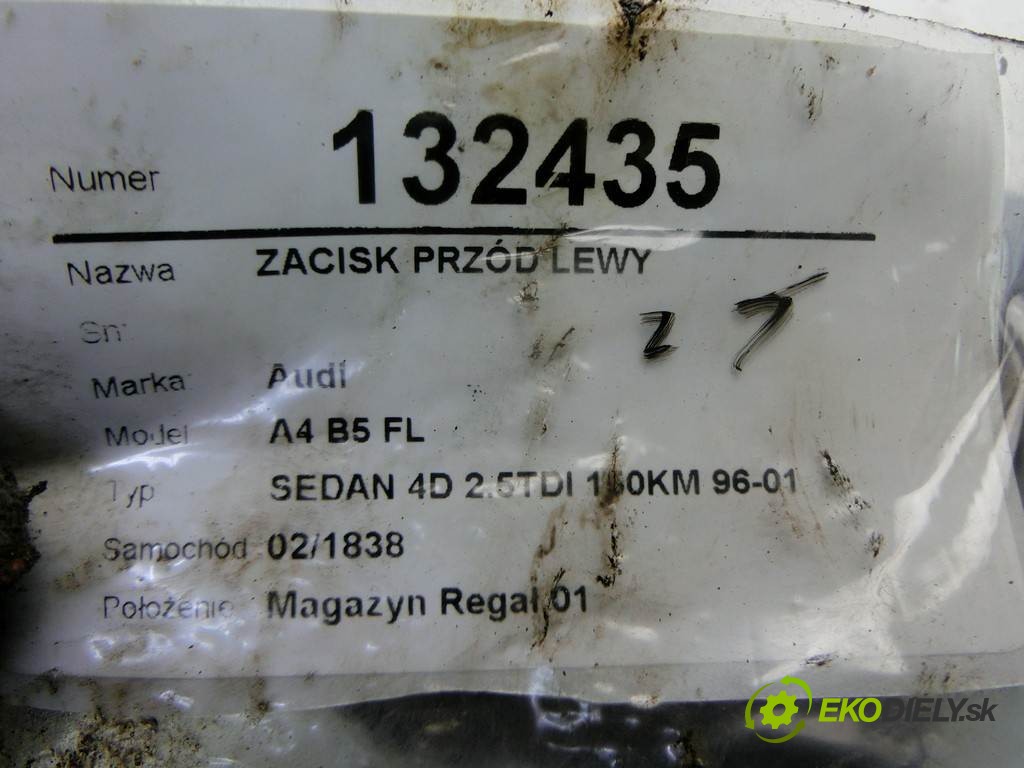 Numer 132435
Nazwa ZACISK PRZÓD LEWY
Sn:
Marka: Audi
Model A4 B5 FL
Typ SEDAN 4D 2.5TDI 150KM 96-01
Samochód 02/1838
Położenie Magazyn Regał 01
EKODIELY.sk